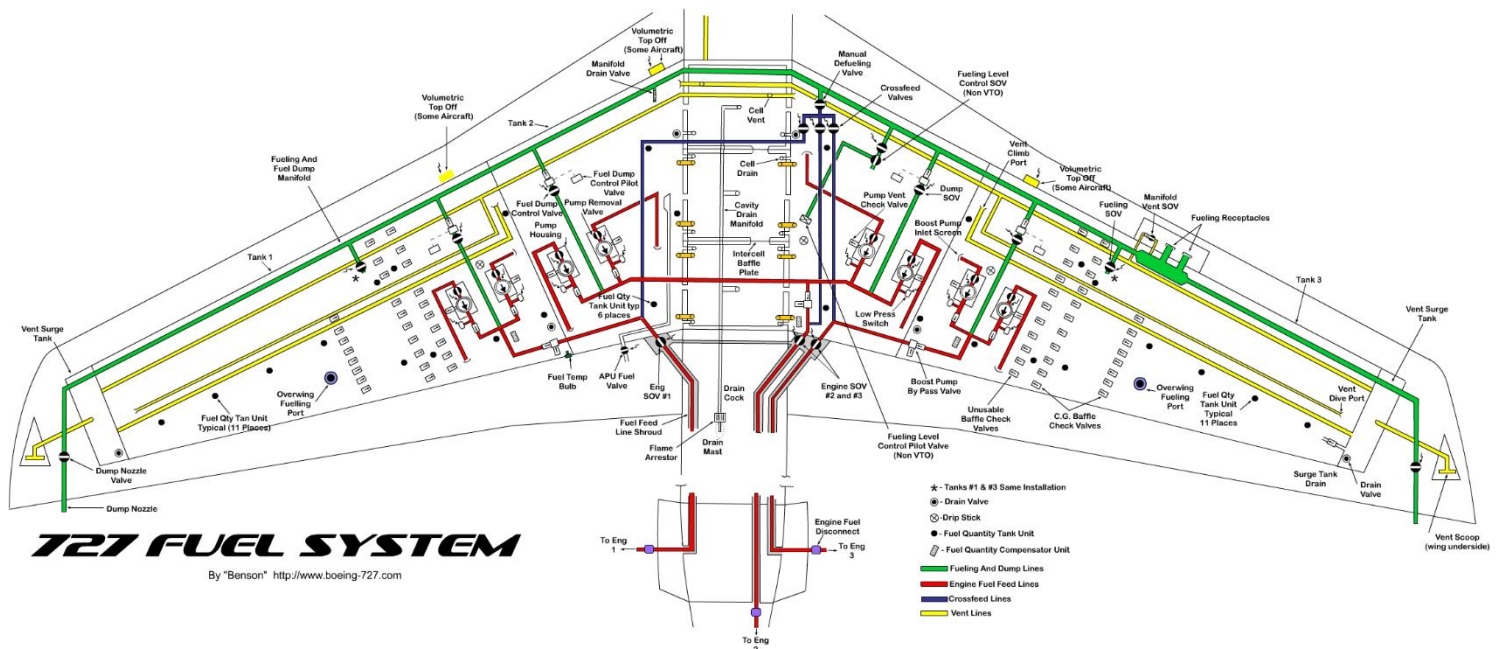 Volumetric
Top Off
(Some Aircraft)
Manifold
Drain Valve
Manual
Defueling
Valve
Fueling Level
Control SOV
(Non VTO)
Crossfeed
Valves
Volumetric
Top Off
(Some Aircraft)
Tank 2
Cell
Vent
Vent
Climb
Port
Fueling And
Fuel Dump
Manifold
Fuel Dump
Control Pilot
Valve
Cell
Drain
Volumetric
Top Off
(Some Aircraft)
Manifold
Vent SOV
Fueling
SOV
Fueling Receptacles
Fuel Dump
Control Valve
Pump Removal
Valve
Pump
Housing
Cavity
Drain
Manifold
Pump Vent
Check Valve
Dump
SOV
Boost Pump
Inlet Screen
Tank 1
Intercell
Baffle
Plate
Tank 3
Fuel Qty
Tank Unit typ
6 places
Low Press
Switch
Vent Surge
Tank
Vent Surge
Tank
Fuel Temp
Bulb
APU Fuel
Valve
Eng
SOV #1
Drain
Cock
Engine SOV
#2 and #3
Boost Pump
By Pass Valve
Overwing
Fuelling
Port
Overwing
Fueling
Port
Fuel Qty
Tank Unit
Typical
11 Places
Vent
Dive Port
Fuel Qty Tan Unit
Typical (11 Places)
Fuel Feed
Line Shroud
Flame
Arrestor
Drain
Mast
Fueling Level
Control Pilot Valve
(Non VTO)
Unusable
Baffle Check
Valves
C.G. Baffle
Check Valves
Dump Nozzle
Valve
Surge Tank
Drain
Drain
Valve
Dump Nozzle
Vent Scoop
(wing underside)
* - Tanks #1 & #3 Same Installation
- Drain Valve
-Drip Stick
- Fuel Quantity Tank Unit
- Fuel Quantity Compensator Unit
Fueling And Dump Lines
Engine Fuel Feed Lines
Crossfeed Lines
Vent Lines
727 FUEL SYSTEM
By "Benson" http://www.boeing-727.com
To Eng
1
Engine Fuel
Disconnect
To Eng
3
To Eng